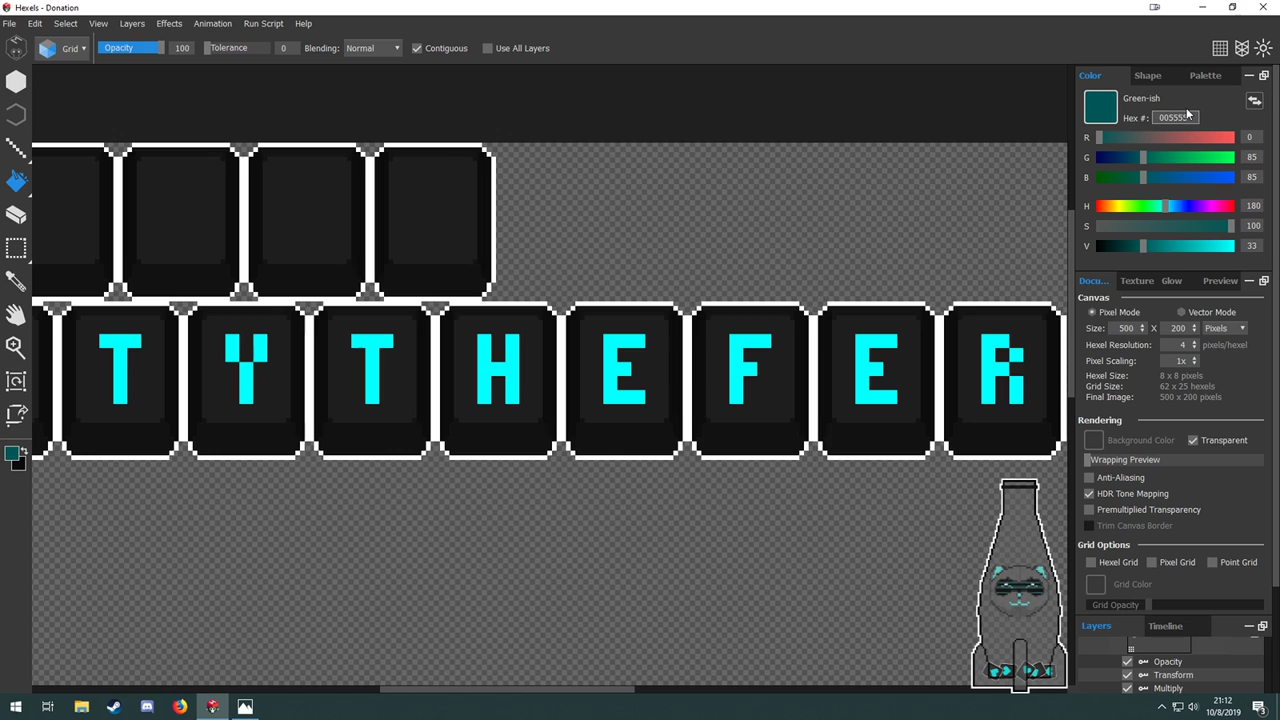 Hexels - Donation
File Edit Select View Layers Effects Animation Run Script Help
Grid Opacity 100 Tolerance 0 Blending: Normal Contiguous Use All Layers
Color Shape Palette
Green-ish
Hex #: 005555
R 0
G 85
B 85
H 180
S 100
V 33
T Y T H E F E R
Docu... Texture Glow Preview
Canvas
Pixel Mode Vector Mode
Size: 500 X 200 Pixels
Hexel Resolution: 4 pixels/hexel
Pixel Scaling: 1x
Hexel Size: 8 x 8 pixels
Grid Size: 62 x 25 hexels
Final Image: 500 x 200 pixels
Rendering
Background Color Transparent
Wrapping Preview
Anti-Aliasing
HDR Tone Mapping
Premultiplied Transparency
Trim Canvas Border
Grid Options
Hexel Grid Pixel Grid Point Grid
Grid Color
Grid Opacity
Layers Timeline
Opacity
Transform
Multiply
21:12
10/8/2019
3